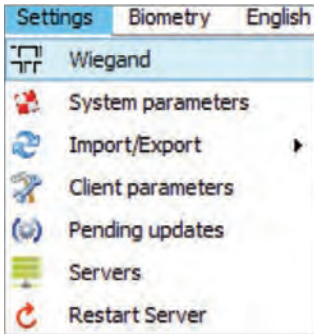 Settings Biometry English
Wiegand
System parameters
Import/Export
Client parameters
Pending updates
Servers
Restart Server